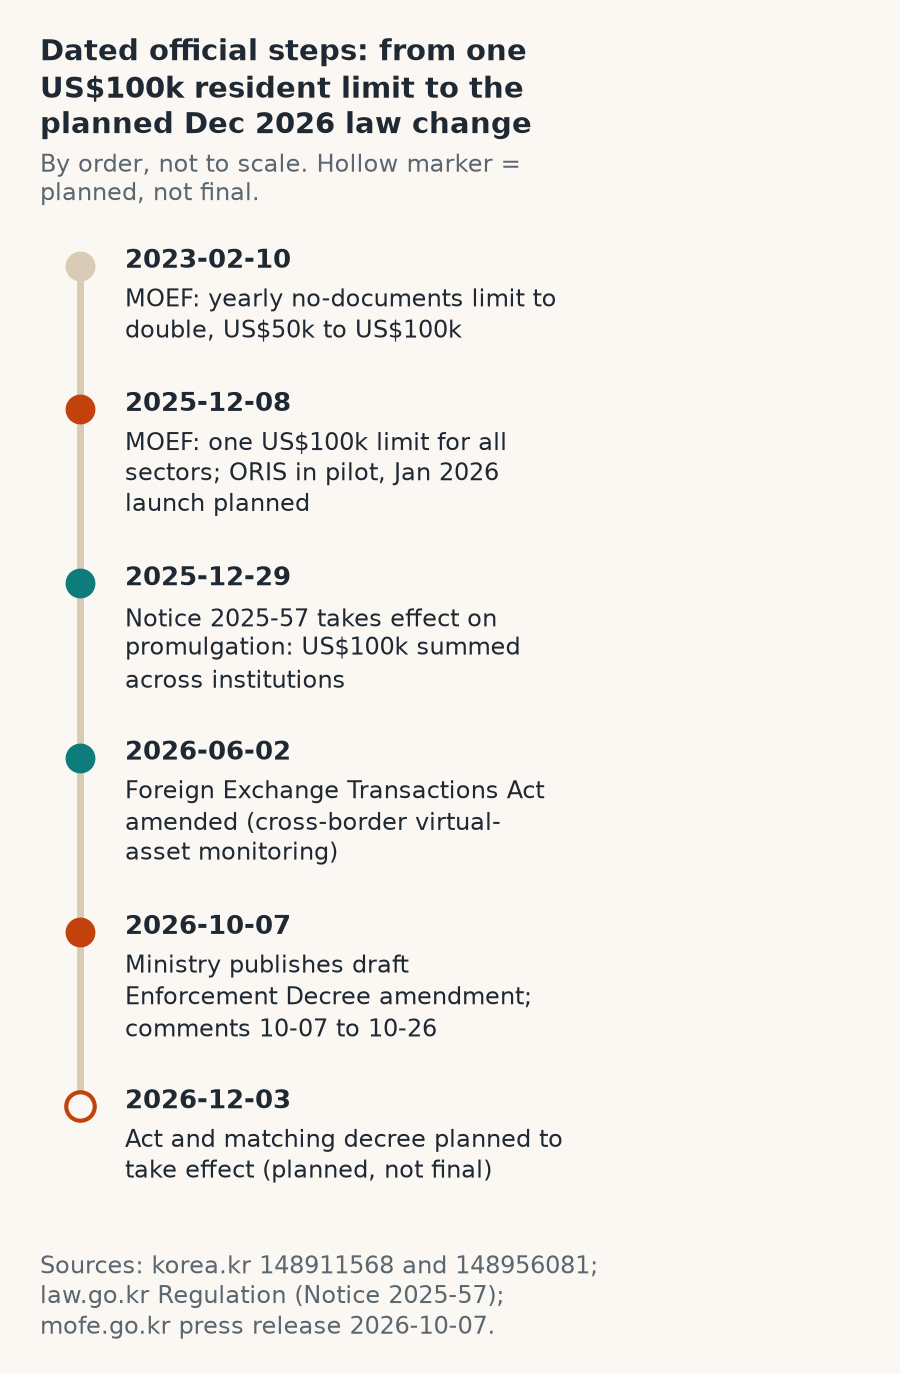 Dated official steps: from one
US$100k resident limit to the
planned Dec 2026 law change
By order, not to scale. Hollow marker =
planned, not final.
2023-02-10
MOEF: yearly no-documents limit to
double, US$50k to US$100k
2025-12-08
MOEF: one US$100k limit for all
sectors; ORIS in pilot, Jan 2026
launch planned
2025-12-29
Notice 2025-57 takes effect on
promulgation: US$100k summed
across institutions
2026-06-02
Foreign Exchange Transactions Act
amended (cross-border virtual-
asset monitoring)
2026-10-07
Ministry publishes draft
Enforcement Decree amendment;
comments 10-07 to 10-26
2026-12-03
Act and matching decree planned to
take effect (planned, not final)
Sources: korea.kr 148911568 and 148956081;
law.go.kr Regulation (Notice 2025-57);
mofe.go.kr press release 2026-10-07.